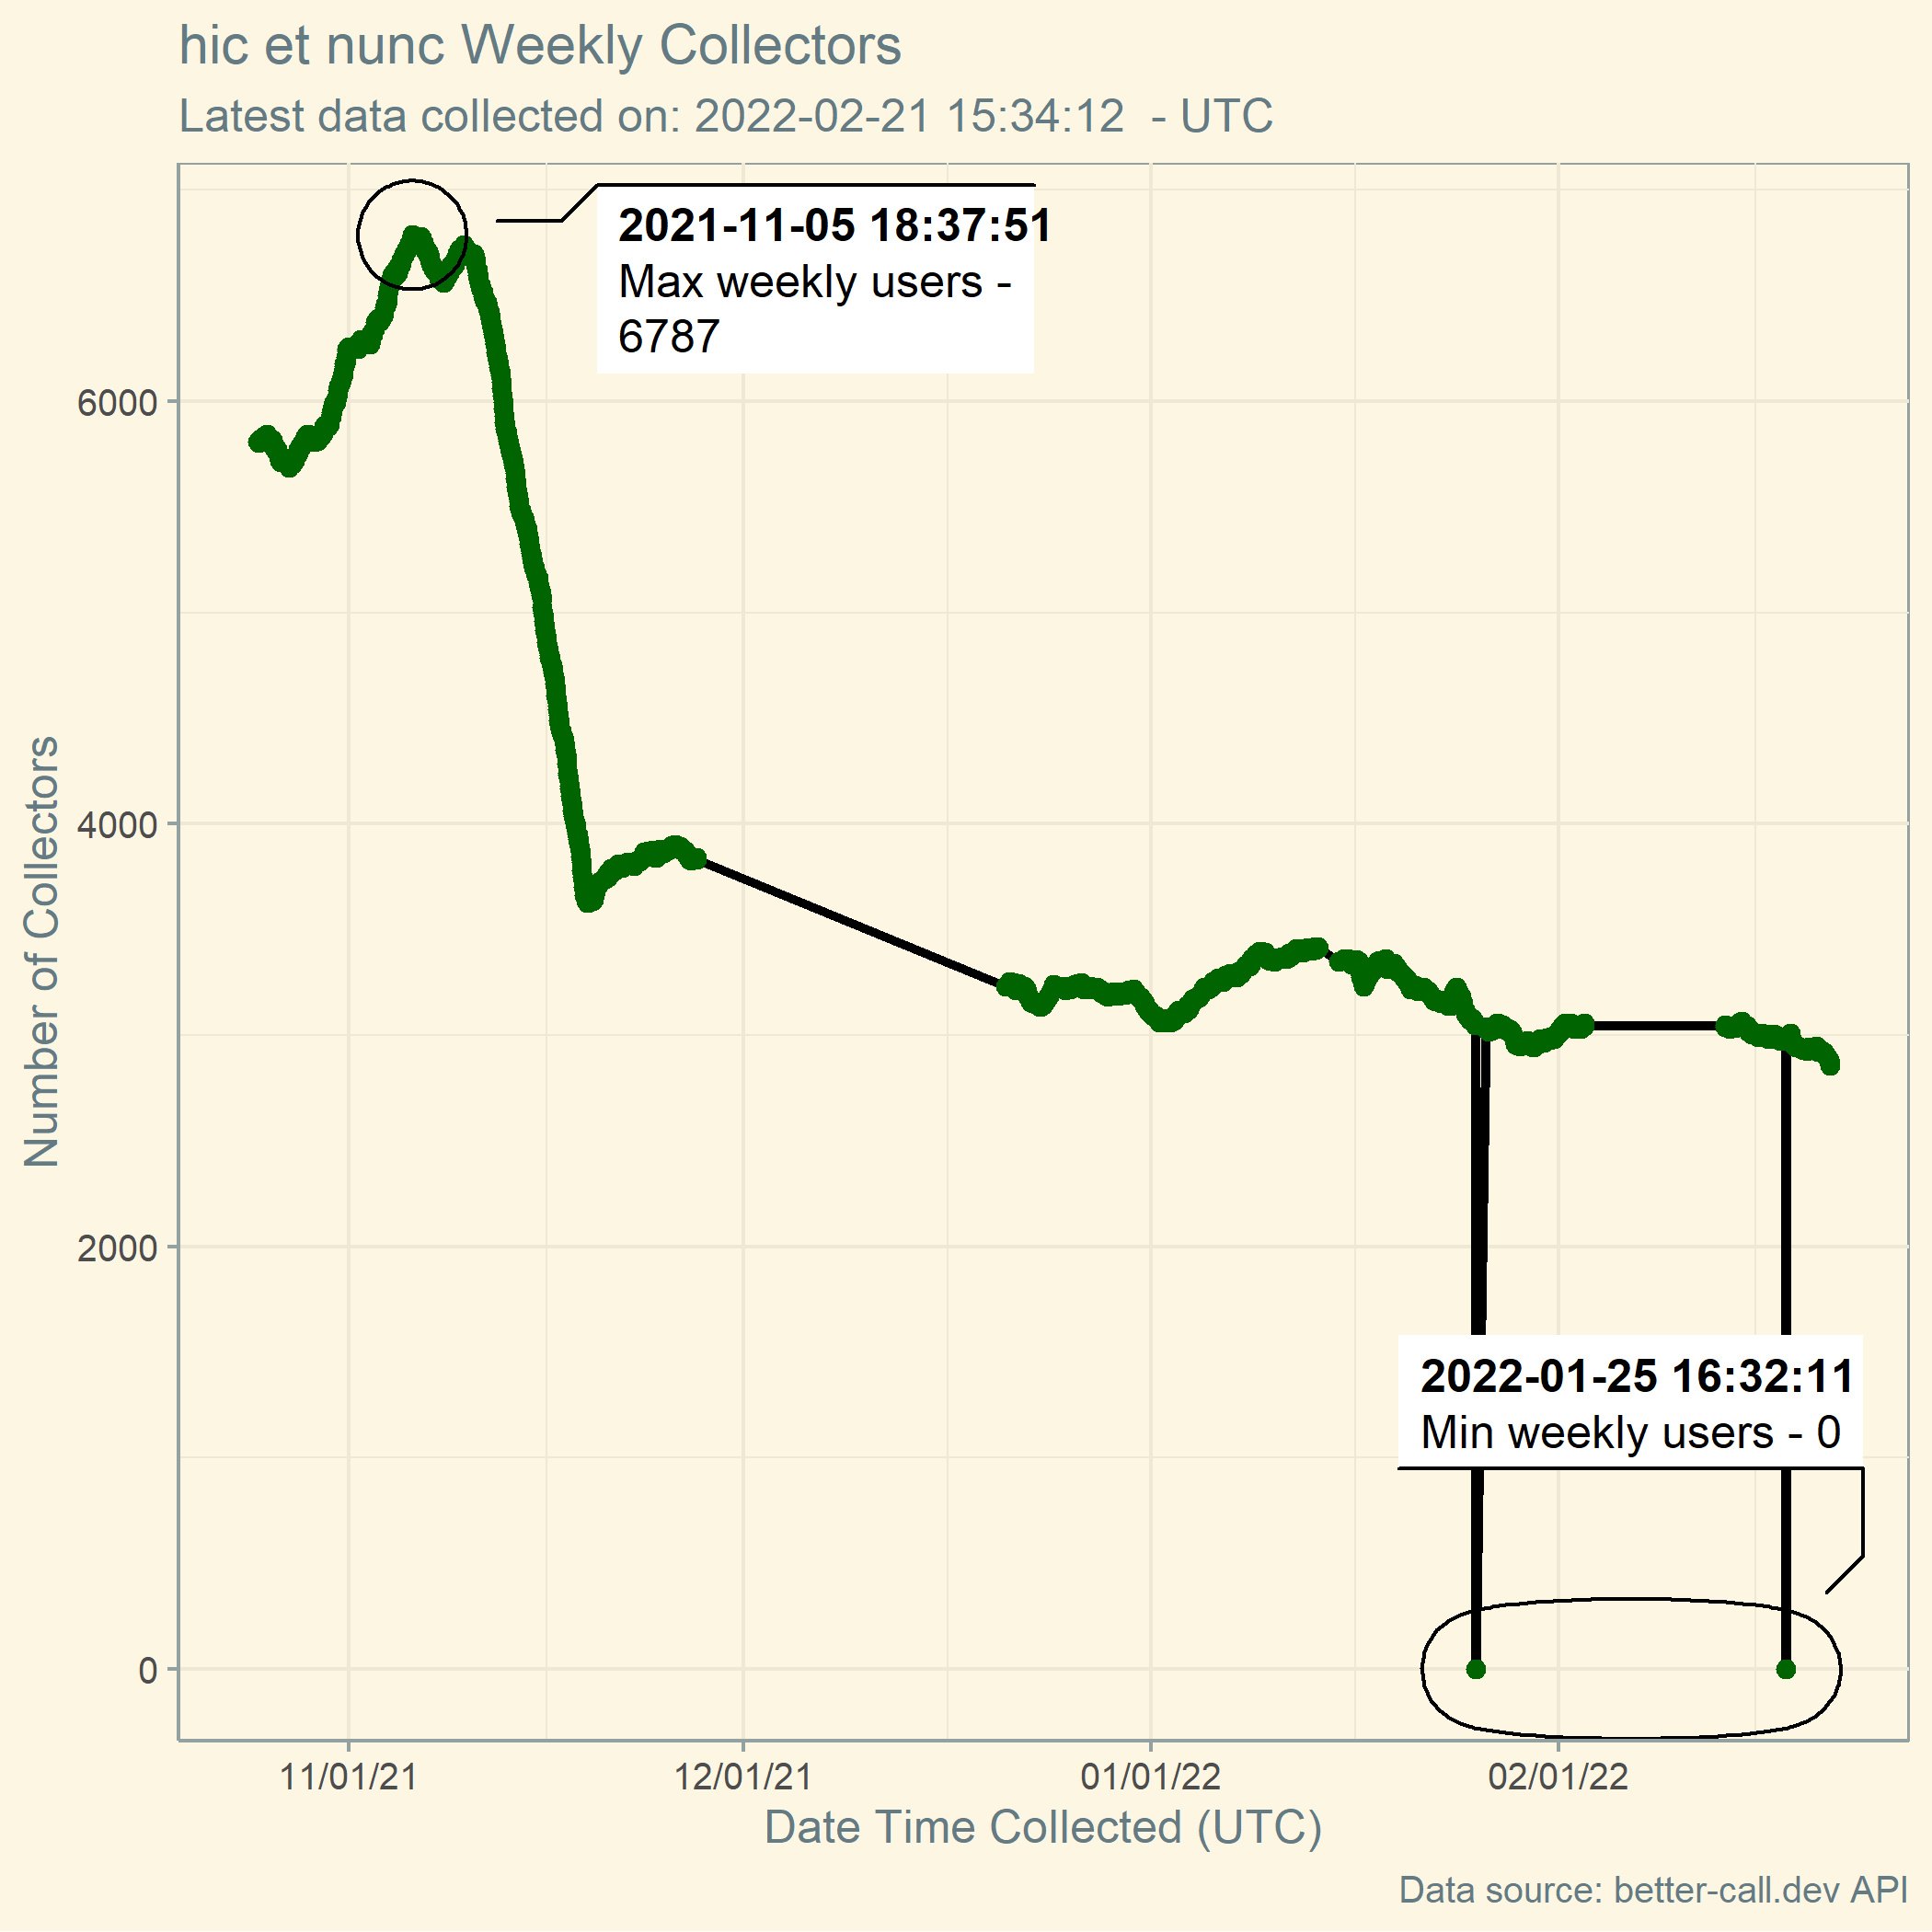 hic et nunc Weekly Collectors
Latest data collected on: 2022-02-21 15:34:12  - UTC
2021-11-05 18:37:51
Max weekly users -
6787
6000
4000
2000
0
Number of Collectors
2022-01-25 16:32:11
Min weekly users - 0
11/01/21 12/01/21 01/01/22 02/01/22
Date Time Collected (UTC)
Data source: better-call.dev API